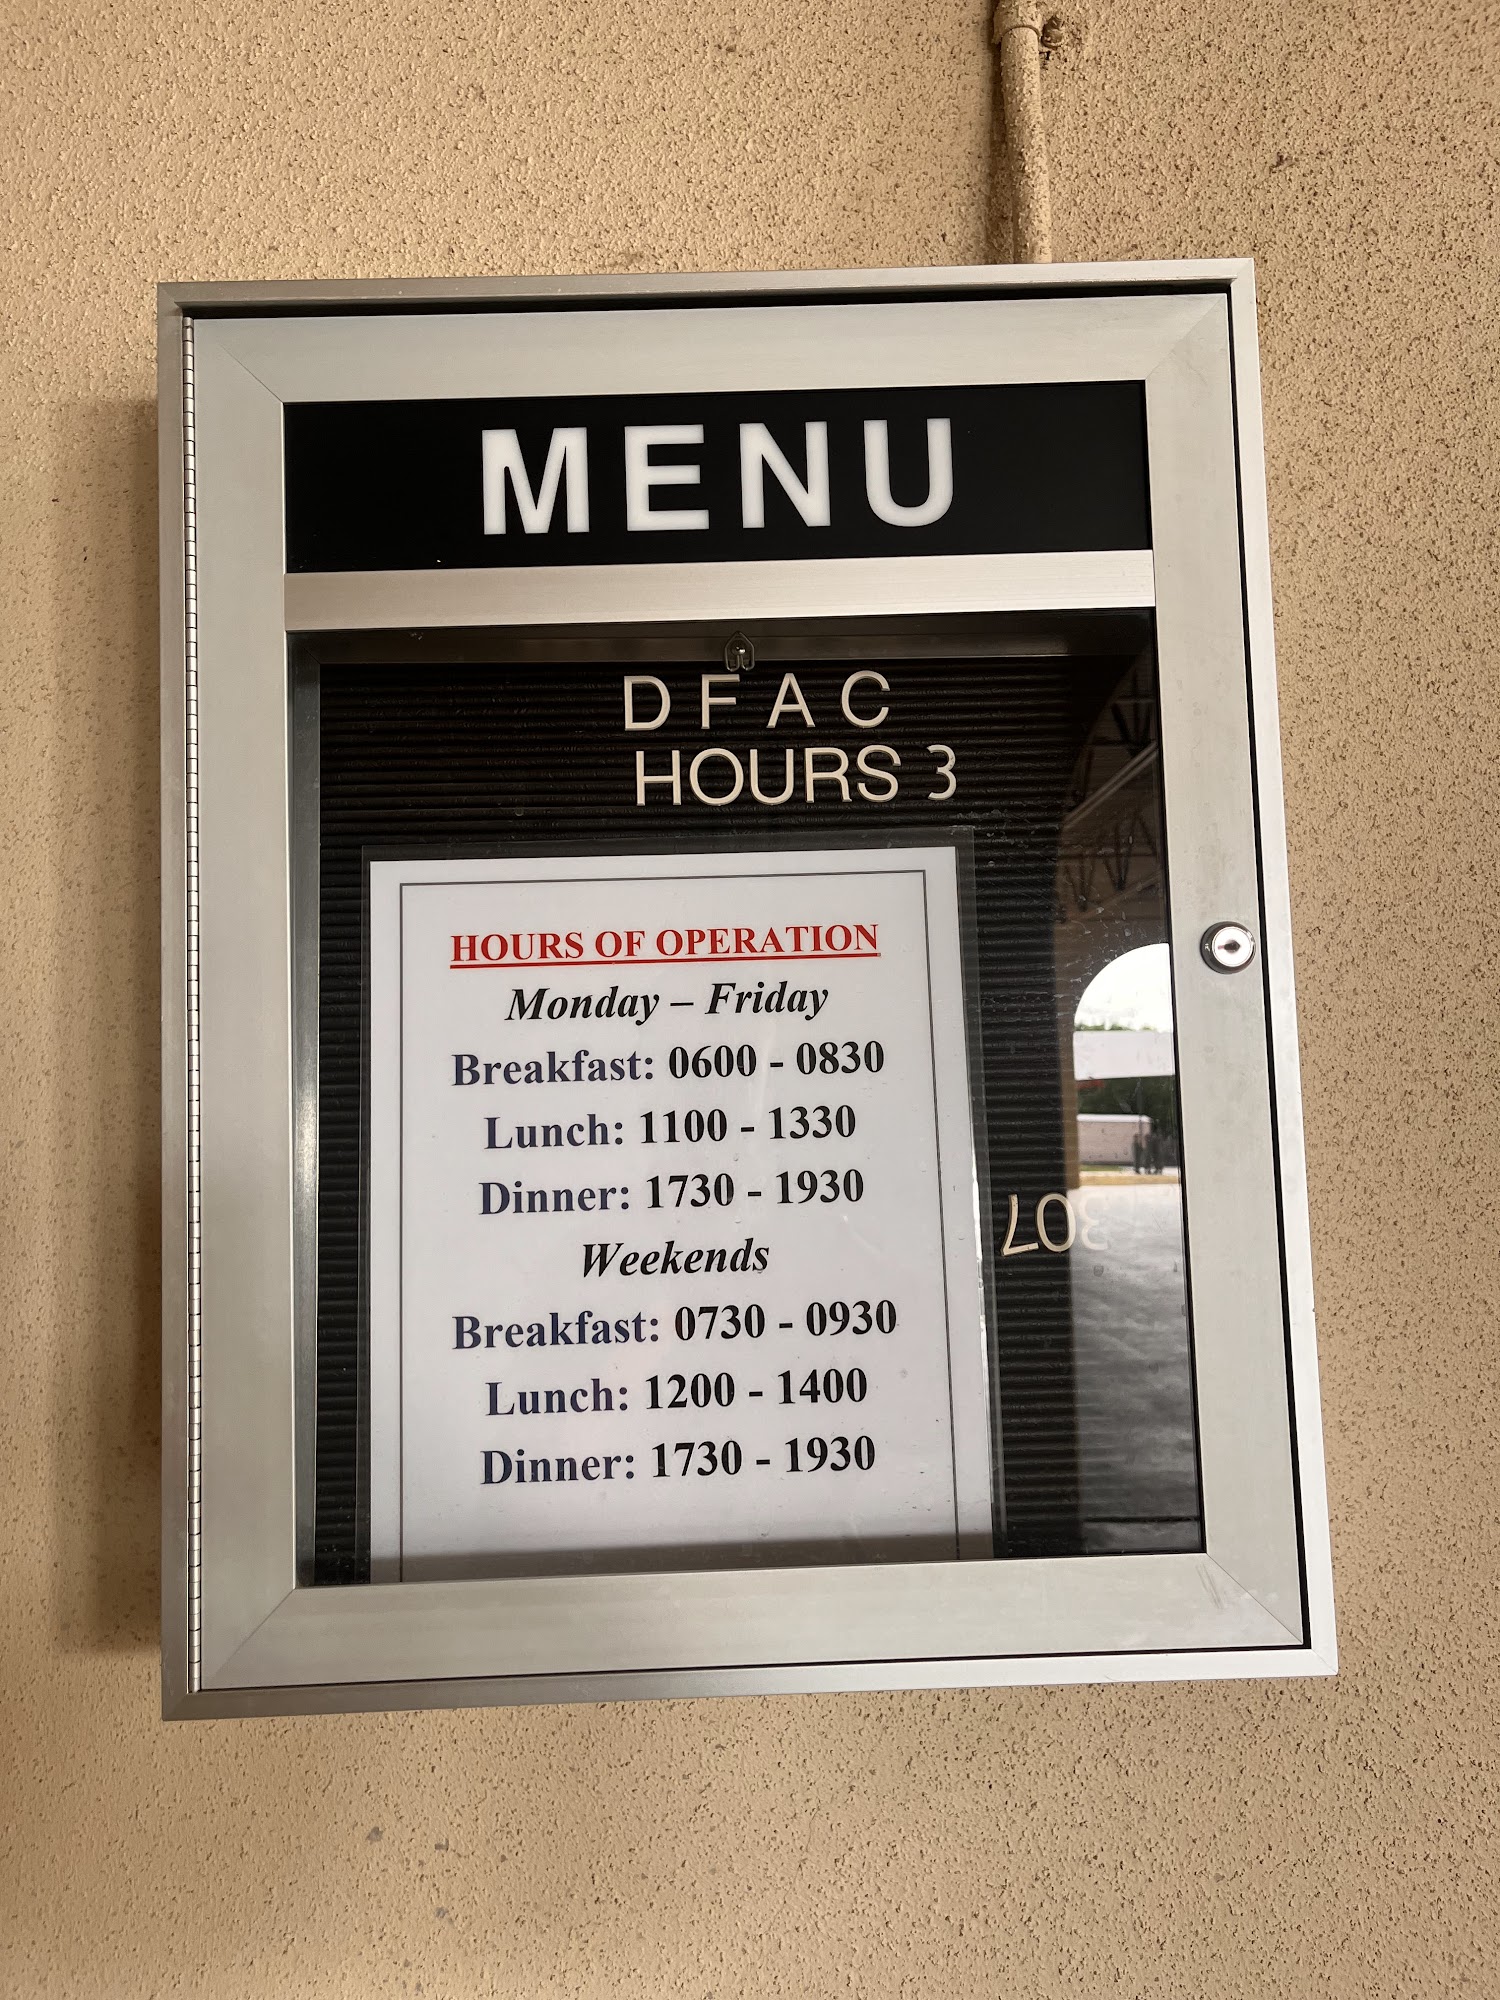 MENU
DFAC
HOURS 3
HOURS OF OPERATION
Monday – Friday
Breakfast: 0600 - 0830
Lunch: 1100 - 1330
Dinner: 1730 - 1930
Weekends
Breakfast: 0730 - 0930
Lunch: 1200 - 1400
Dinner: 1730 - 1930
307